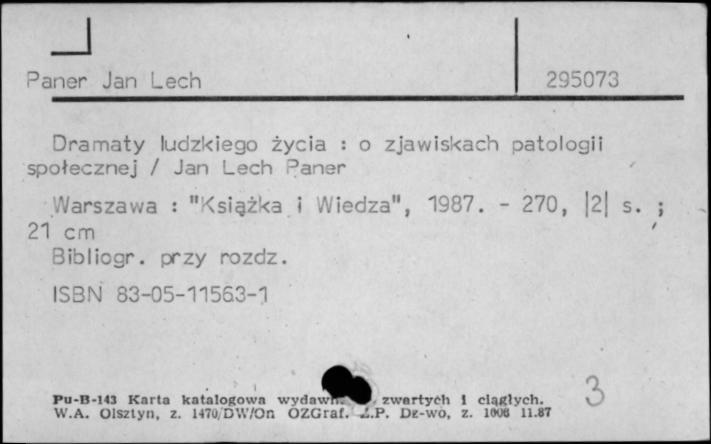 Paner Jan Lech 295073
Dramaty ludzkiego życia : o zjawiskach patologii
społecznej / Jan Lech Paner
Warszawa : "Książka i Wiedza", 1987. - 270, |2| s. ;
21 cm
Bibliogr. przy rozdz.
ISBN 83-05-11563-1
3
Pu-B-143 Karta katalogowa wydawn. zwartych i ciągłych.
W.A. Olsztyn, z. 1470/DW/On OZGraf. Z.P. Dz-wo, z. 1006 11.87